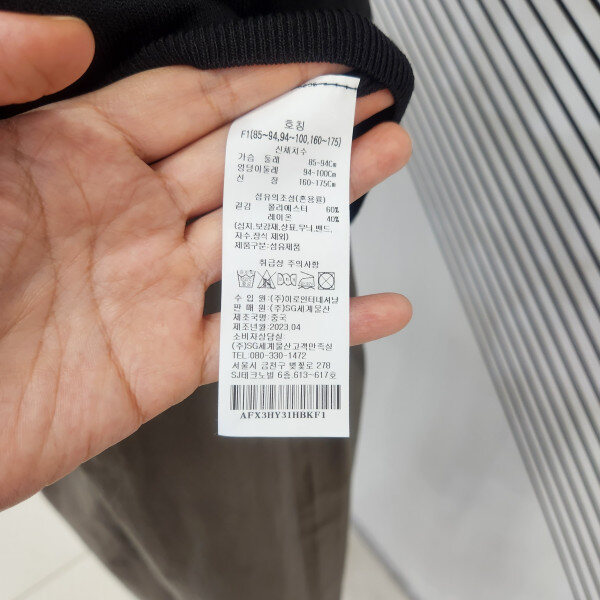 호칭
F1(85~94,94~100,160~175)
신체치수
가슴 둘레 85-94Cm
엉덩이둘레 94-100Cm
신 장 160-175Cm
섬유의조성(혼용률)
겉감 폴리에스터 60%
레이온 40%
(심지,보강재,상표,무늬,밴드,
자수,장식 제외)
제품구분:섬유제품
취급상 주의사항
수 입 원:(주)이로인터내셔날
판 매 원:(주)SG세계물산
제조국명:중국
제조년월:2023.04
소비자상담실:
(주)SG세계물산고객만족실
TEL:080-330-1472
서울시 금천구 벚꽃로 278
SJ테크노빌 6층,613-617호
AFX3HY31HBKF1